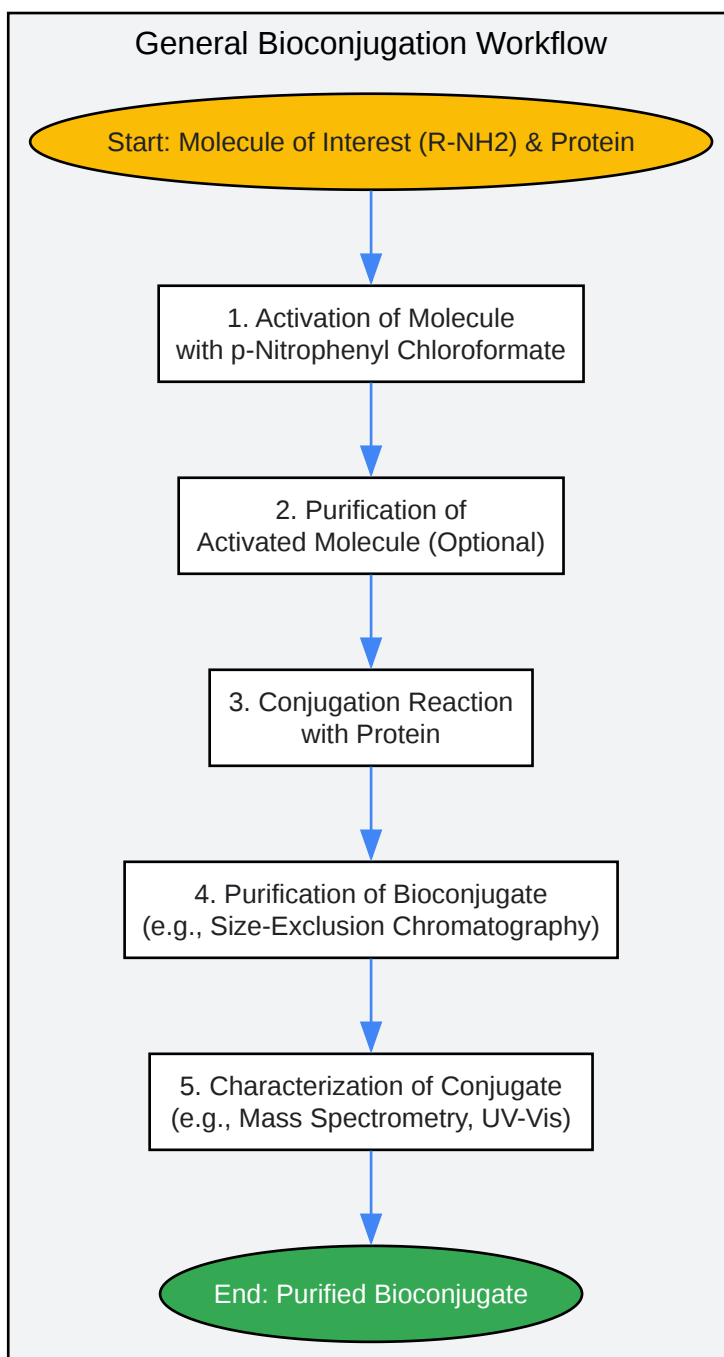 General Bioconjugation Workflow
Start: Molecule of Interest (R-NH2) & Protein
1. Activation of Molecule
with p-Nitrophenyl Chloroformate
2. Purification of
Activated Molecule (Optional)
3. Conjugation Reaction
with Protein
4. Purification of Bioconjugate
(e.g., Size-Exclusion Chromatography)
5. Characterization of Conjugate
(e.g., Mass Spectrometry, UV-Vis)
End: Purified Bioconjugate